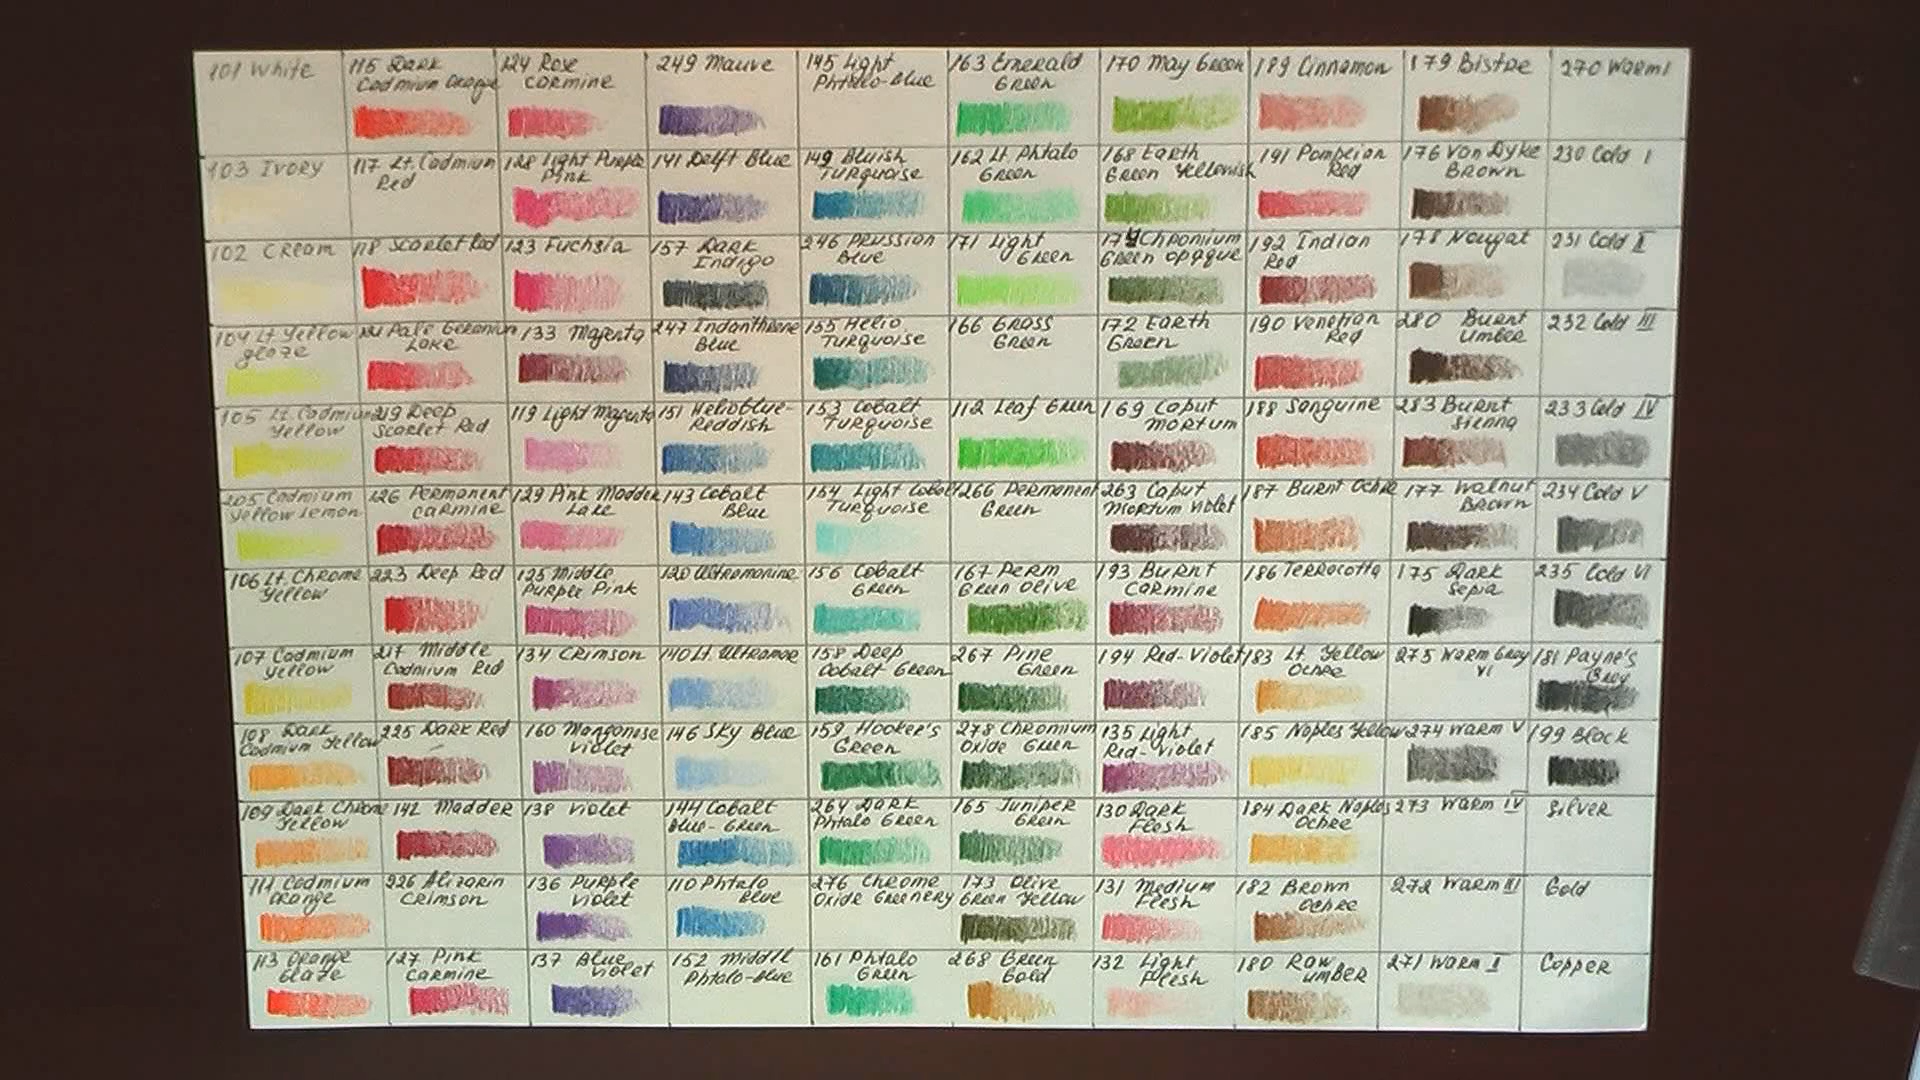 101 White
115 Dark
Cadmium Orange
124 Rose
Carmine
249 Mauve
145 Light
Phtalo-Blue
163 Emerald
Green
170 May Green
189 Cinnamon
179 Bistre
270 Warm I
103 Ivory
117 Lt. Cadmium
Red
128 Light Purple
Pink
141 Delft Blue
149 Bluish
Turquoise
162 Lt. Phtalo
Green
168 Earth
Green Yellowish
191 Pompeian
Red
176 Van Dyke
Brown
230 Cold I
102 Cream
118 Scarlet Red
123 Fuchsia
157 Dark
Indigo
246 Prussian
Blue
171 Light
Green
174 Chromium
Green Opaque
192 Indian
Red
178 Nougat
231 Cold II
104 Lt Yellow
glaze
121 Pale Geranium
Lake
133 Magenta
247 Indanthrene
Blue
155 Helio
Turquoise
166 Grass
Green
172 Earth
Green
190 Venetian
Red
280 Burnt
Umber
232 Cold III
105 Lt. Cadmium
Yellow
219 Deep
Scarlet Red
119 Light Magenta
151 Helioblue-
Reddish
153 Cobalt
Turquoise
112 Leaf Green
169 Caput
Mortum
188 Sanguine
283 Burnt
Sienna
233 Cold IV
205 Cadmium
Yellow Lemon
126 Permanent
Carmine
129 Pink Madder
Lake
143 Cobalt
Blue
154 Light Cobalt
Turquoise
266 Permanent
Green
263 Caput
Mortum Violet
187 Burnt Ochre
177 Walnut
Brown
234 Cold V
106 Lt. Chrome
Yellow
223 Deep Red
125 Middle
Purple Pink
120 Ultramarine
156 Cobalt
Green
167 Perm
Green Olive
193 Burnt
Carmine
186 Terrocotta
175 Dark
Sepia
235 Cold VI
107 Cadmium
Yellow
217 Middle
Cadmium Red
134 Crimson
140 Lt. Ultramar
158 Deep
Cobalt Green
267 Pine
Green
194 Red-Violet
183 Lt. Yellow
Ochre
275 Warm Grey
VI
181 Payne's
Grey
108 Dark
Cadmium Yellow
225 Dark Red
160 Manganese
Violet
146 Sky Blue
159 Hooker's
Green
278 Chromium
Oxide Green
135 Light
Red-Violet
185 Naples Yellow
274 Warm V
199 Black
109 Dark Chrome
Yellow
142 Madder
138 Violet
144 Cobalt
Blue-Green
264 Dark
Phtalo Green
165 Juniper
Green
130 Dark
Flesh
184 Dark Naples
Ochre
273 Warm IV
Silver
111 Cadmium
Orange
226 Alizarin
Crimson
136 Purple
Violet
110 Phtalo
Blue
276 Chrome
Oxide Greenery
173 Olive
Green Yellow
131 Medium
Flesh
182 Brown
Ochre
272 Warm III
Gold
113 Orange
Glaze
127 Pink
Carmine
137 Blue
Violet
152 Middle
Phtalo-Blue
161 Phtalo
Green
268 Green
Gold
132 Light
Flesh
180 Raw
Umber
271 Warm II
Copper